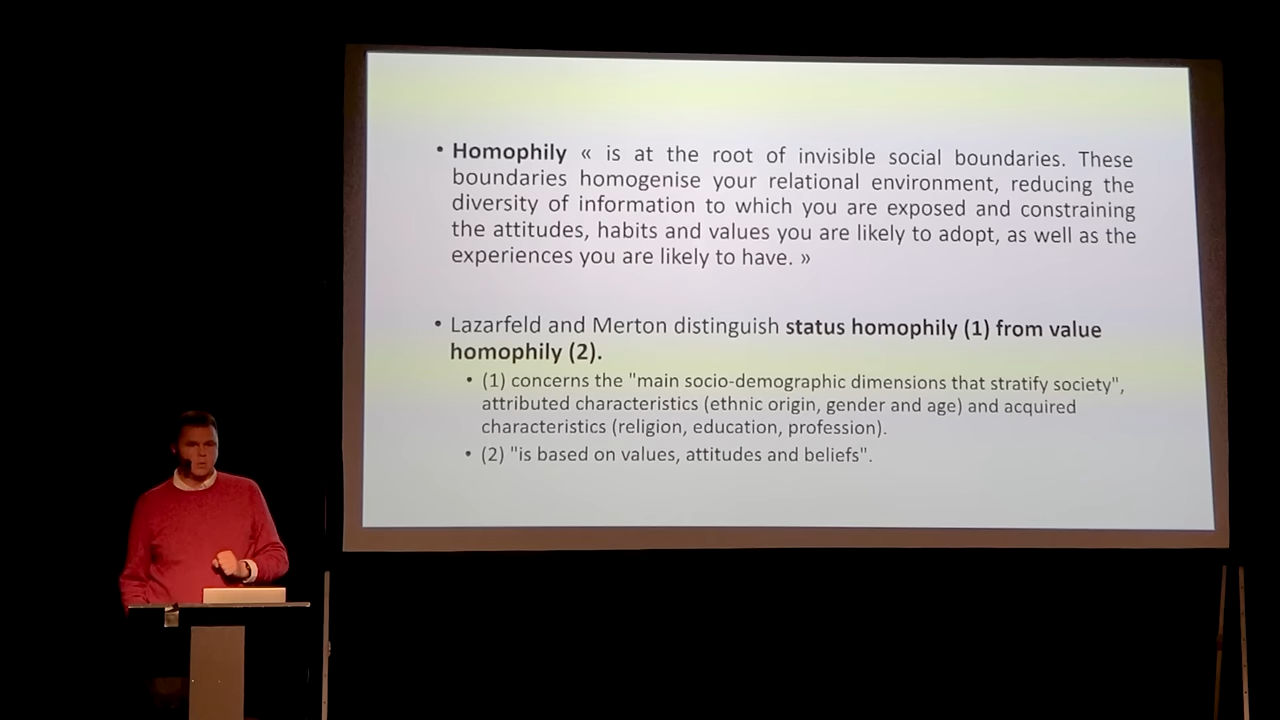 • Homophily « is at the root of invisible social boundaries. These
boundaries homogenise your relational environment, reducing the
diversity of information to which you are exposed and constraining
the attitudes, habits and values you are likely to adopt, as well as the
experiences you are likely to have. »
• Lazarfeld and Merton distinguish status homophily (1) from value
homophily (2).
• (1) concerns the "main socio-demographic dimensions that stratify society",
attributed characteristics (ethnic origin, gender and age) and acquired
characteristics (religion, education, profession).
• (2) "is based on values, attitudes and beliefs".